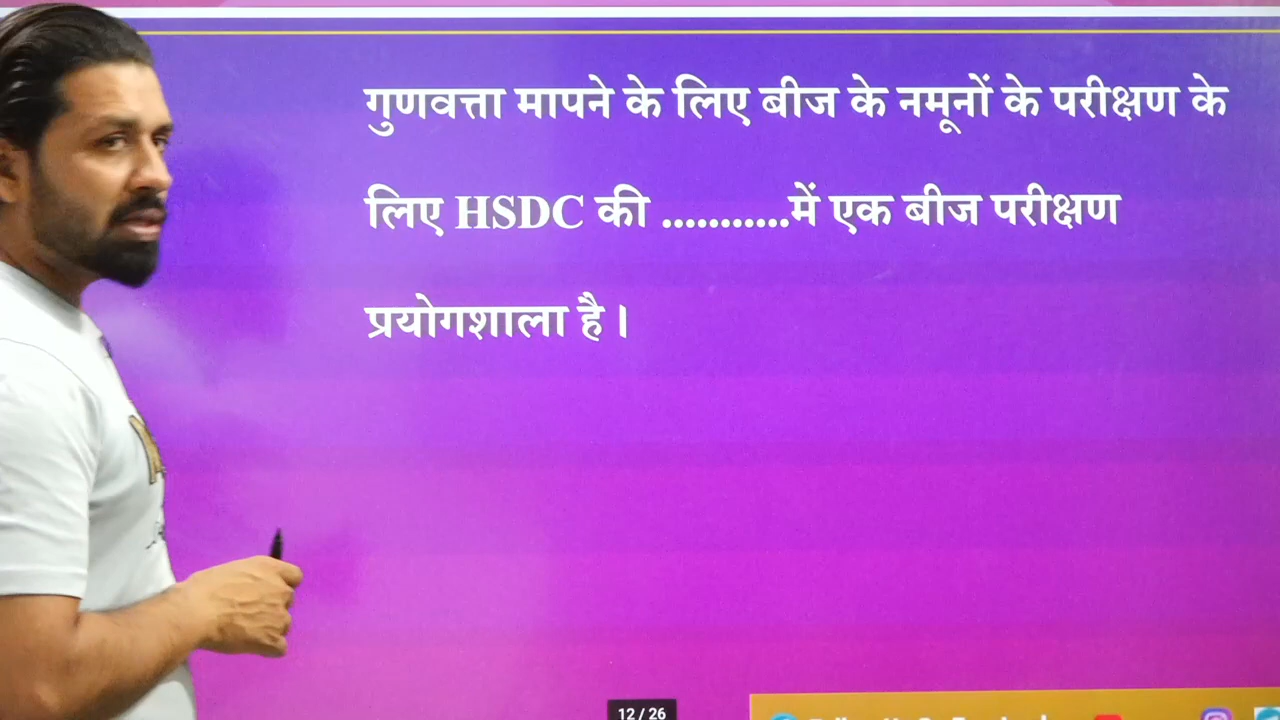 गुणवत्ता मापने के लिए बीज के नमूनों के परीक्षण के
लिए HSDC की ...........में एक बीज परीक्षण
प्रयोगशाला है।
12 / 26